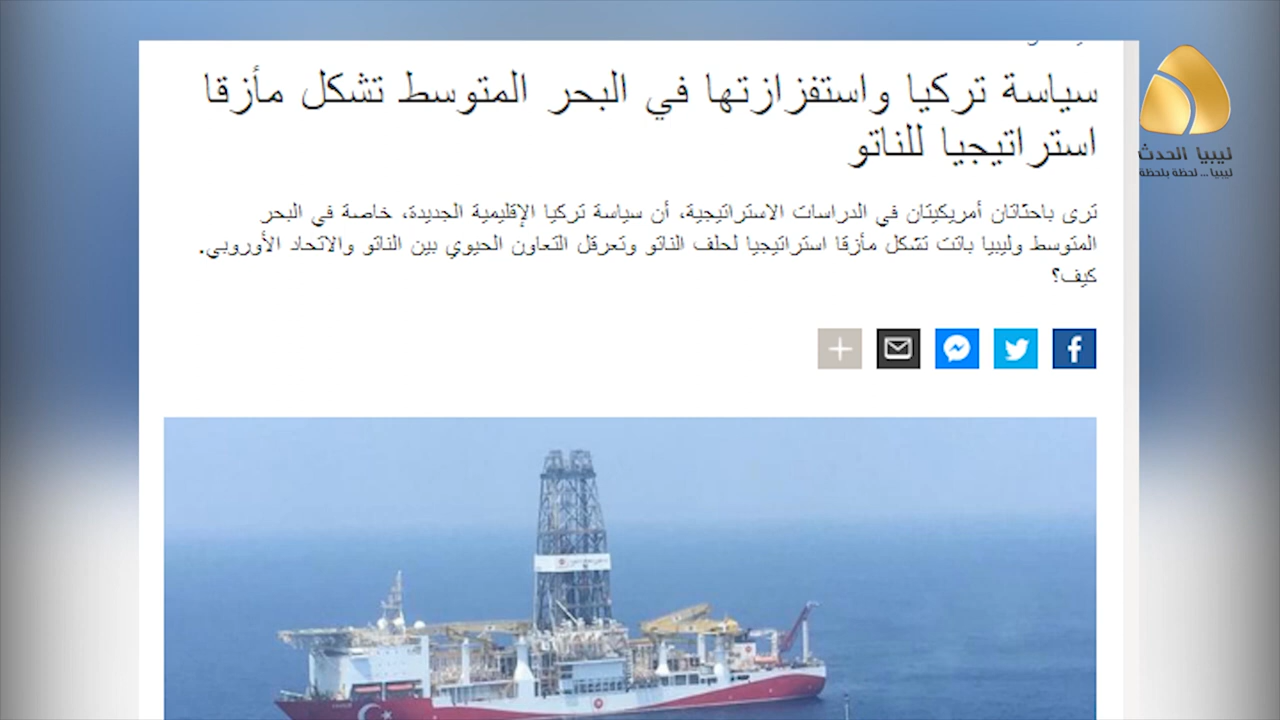 سياسة تركيا واستفزازتها في البحر المتوسط تشكل مأزقا
استراتيجيا للناتو
ترى باحثاتان أمريكيتان في الدراسات الاستراتيجية، أن سياسة تركيا الإقليمية الجديدة، خاصة في البحر
المتوسط وليبيا باتت تشكل مأزقا استراتيجيا لحلف الناتو وتعرقل التعاون الحيوي بين الناتو والاتحاد الأوروبي.
كيف؟
ليبيا الحدث
ليبيا ... لحظة بلحظة